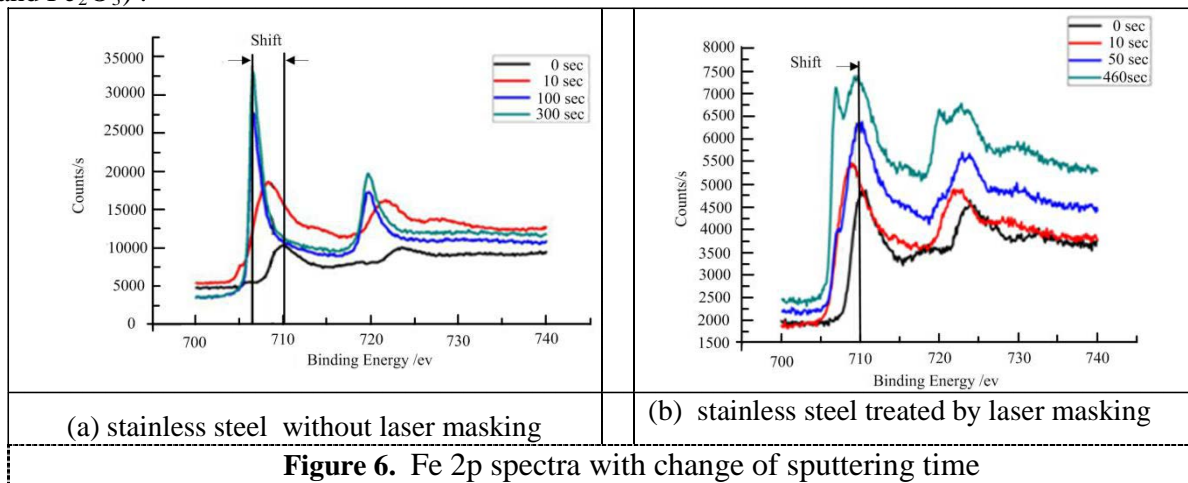 and Fe₂O₃) .
Shift
35000
30000
25000
20000
15000
10000
5000
0
Counts/s
0 sec
10 sec
100 sec
300 sec
700 710 720 730 740
Binding Energy /ev
(a) stainless steel without laser masking
Shift
8000
7500
7000
6500
6000
5500
5000
4500
4000
3500
3000
2500
2000
1500
Counts/s
0 sec
10 sec
50 sec
460sec
700 710 720 730 740
Binding Energy /ev
(b) stainless steel treated by laser masking
Figure 6. Fe 2p spectra with change of sputtering time